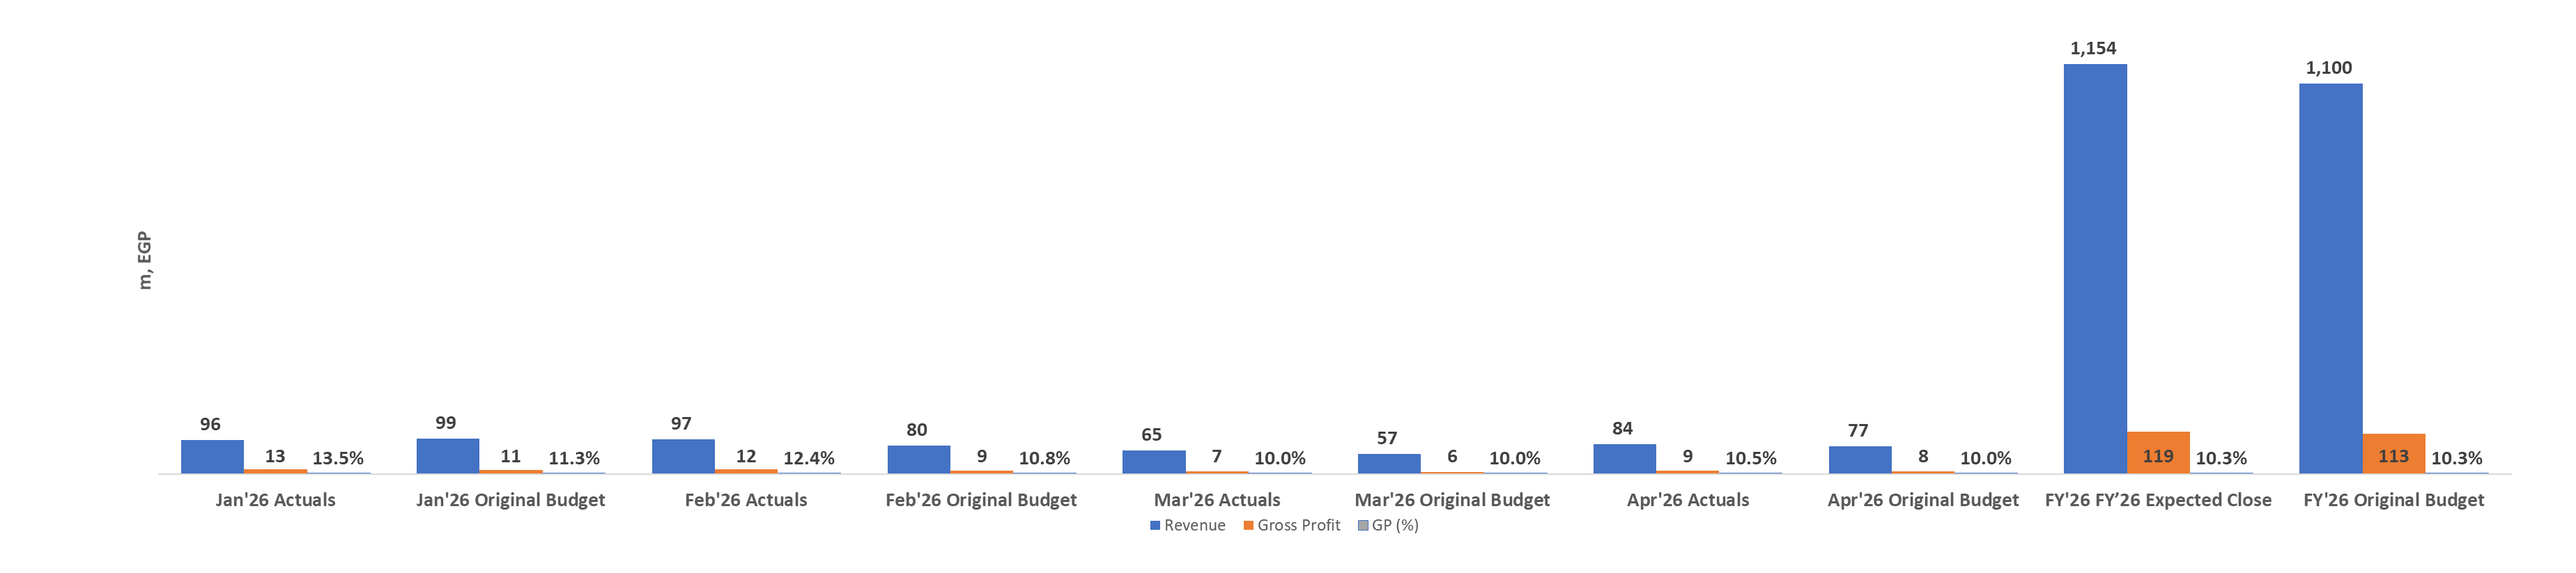 1,154
1,100
m, EGP
96
99
97
80
65
57
84
77
13
13.5%
11
11.3%
12
12.4%
9
10.8%
7
10.0%
6
10.0%
9
10.5%
8
10.0%
119
10.3%
113
10.3%
Jan'26 Actuals
Jan'26 Original Budget
Feb'26 Actuals
Feb'26 Original Budget
Mar'26 Actuals
Mar'26 Original Budget
Apr'26 Actuals
Apr'26 Original Budget
FY'26 FY’26 Expected Close
FY'26 Original Budget
Revenue
Gross Profit
GP (%)